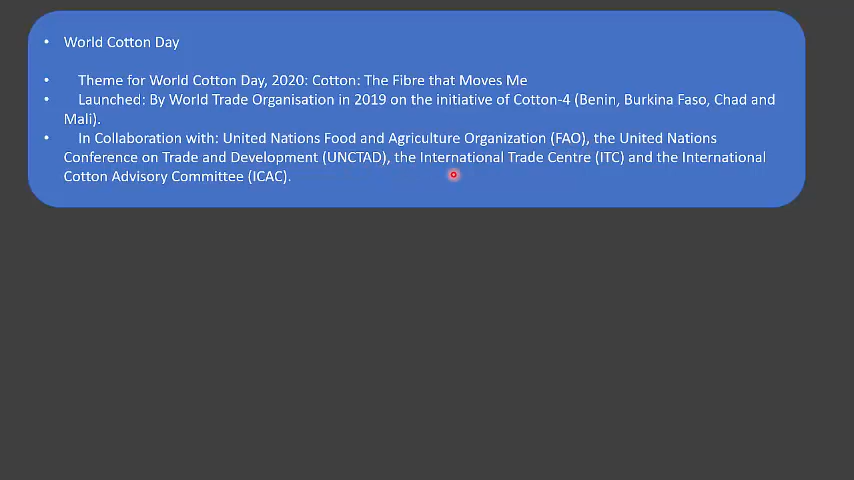 • World Cotton Day
• Theme for World Cotton Day, 2020: Cotton: The Fibre that Moves Me
• Launched: By World Trade Organisation in 2019 on the initiative of Cotton-4 (Benin, Burkina Faso, Chad and
Mali).
• In Collaboration with: United Nations Food and Agriculture Organization (FAO), the United Nations
Conference on Trade and Development (UNCTAD), the International Trade Centre (ITC) and the International
Cotton Advisory Committee (ICAC).